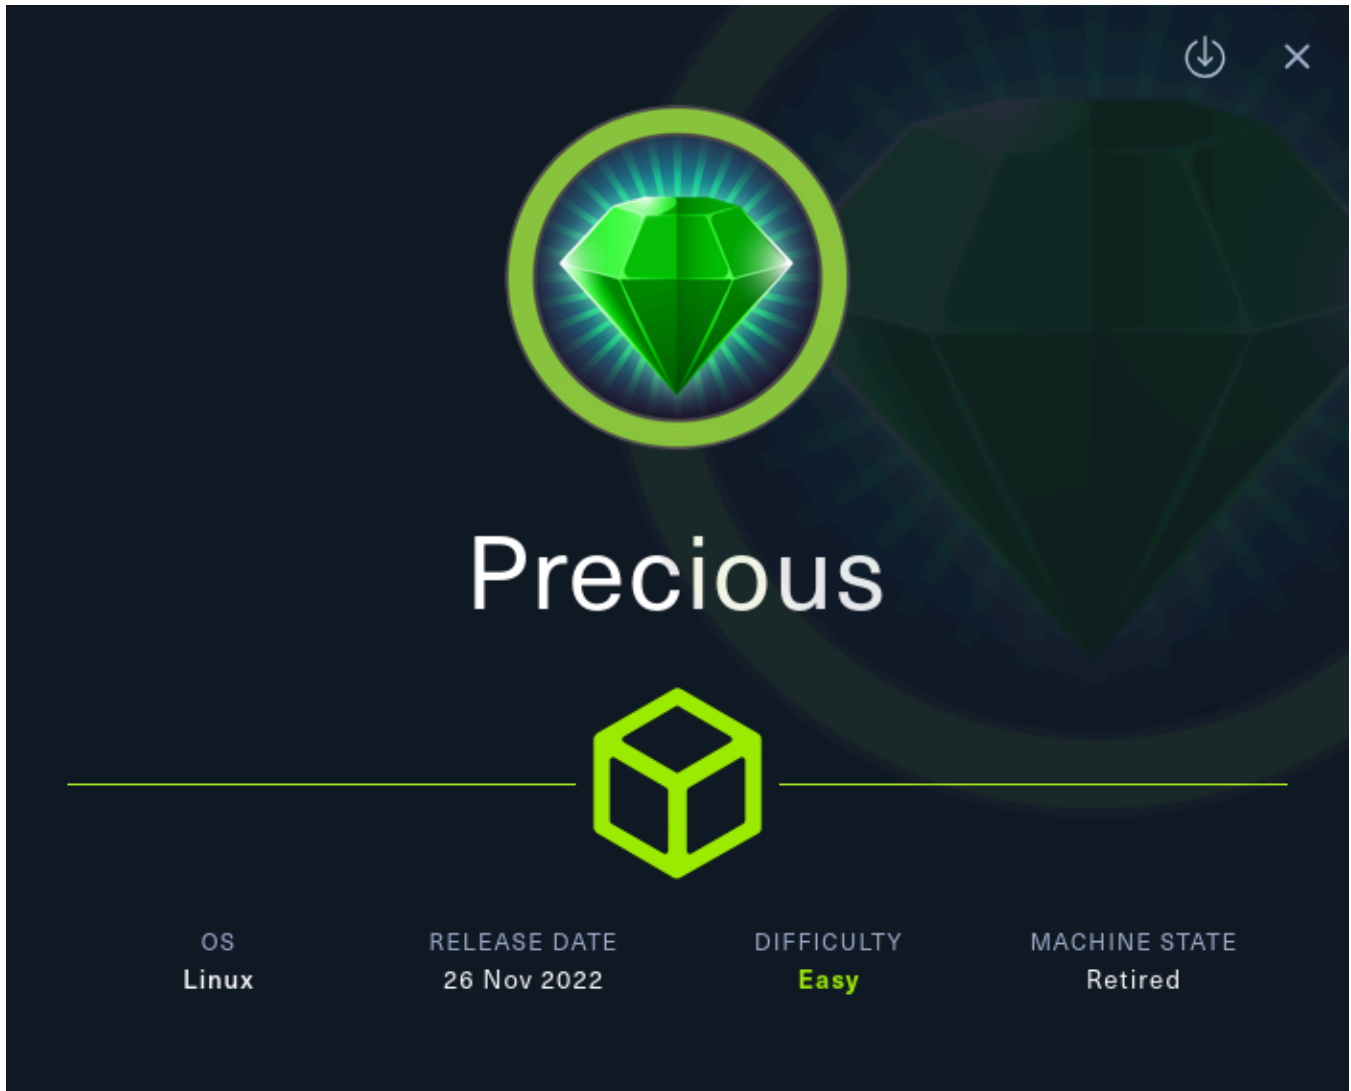 Precious
OS RELEASE DATE DIFFICULTY MACHINE STATE
Linux 26 Nov 2022 Easy Retired